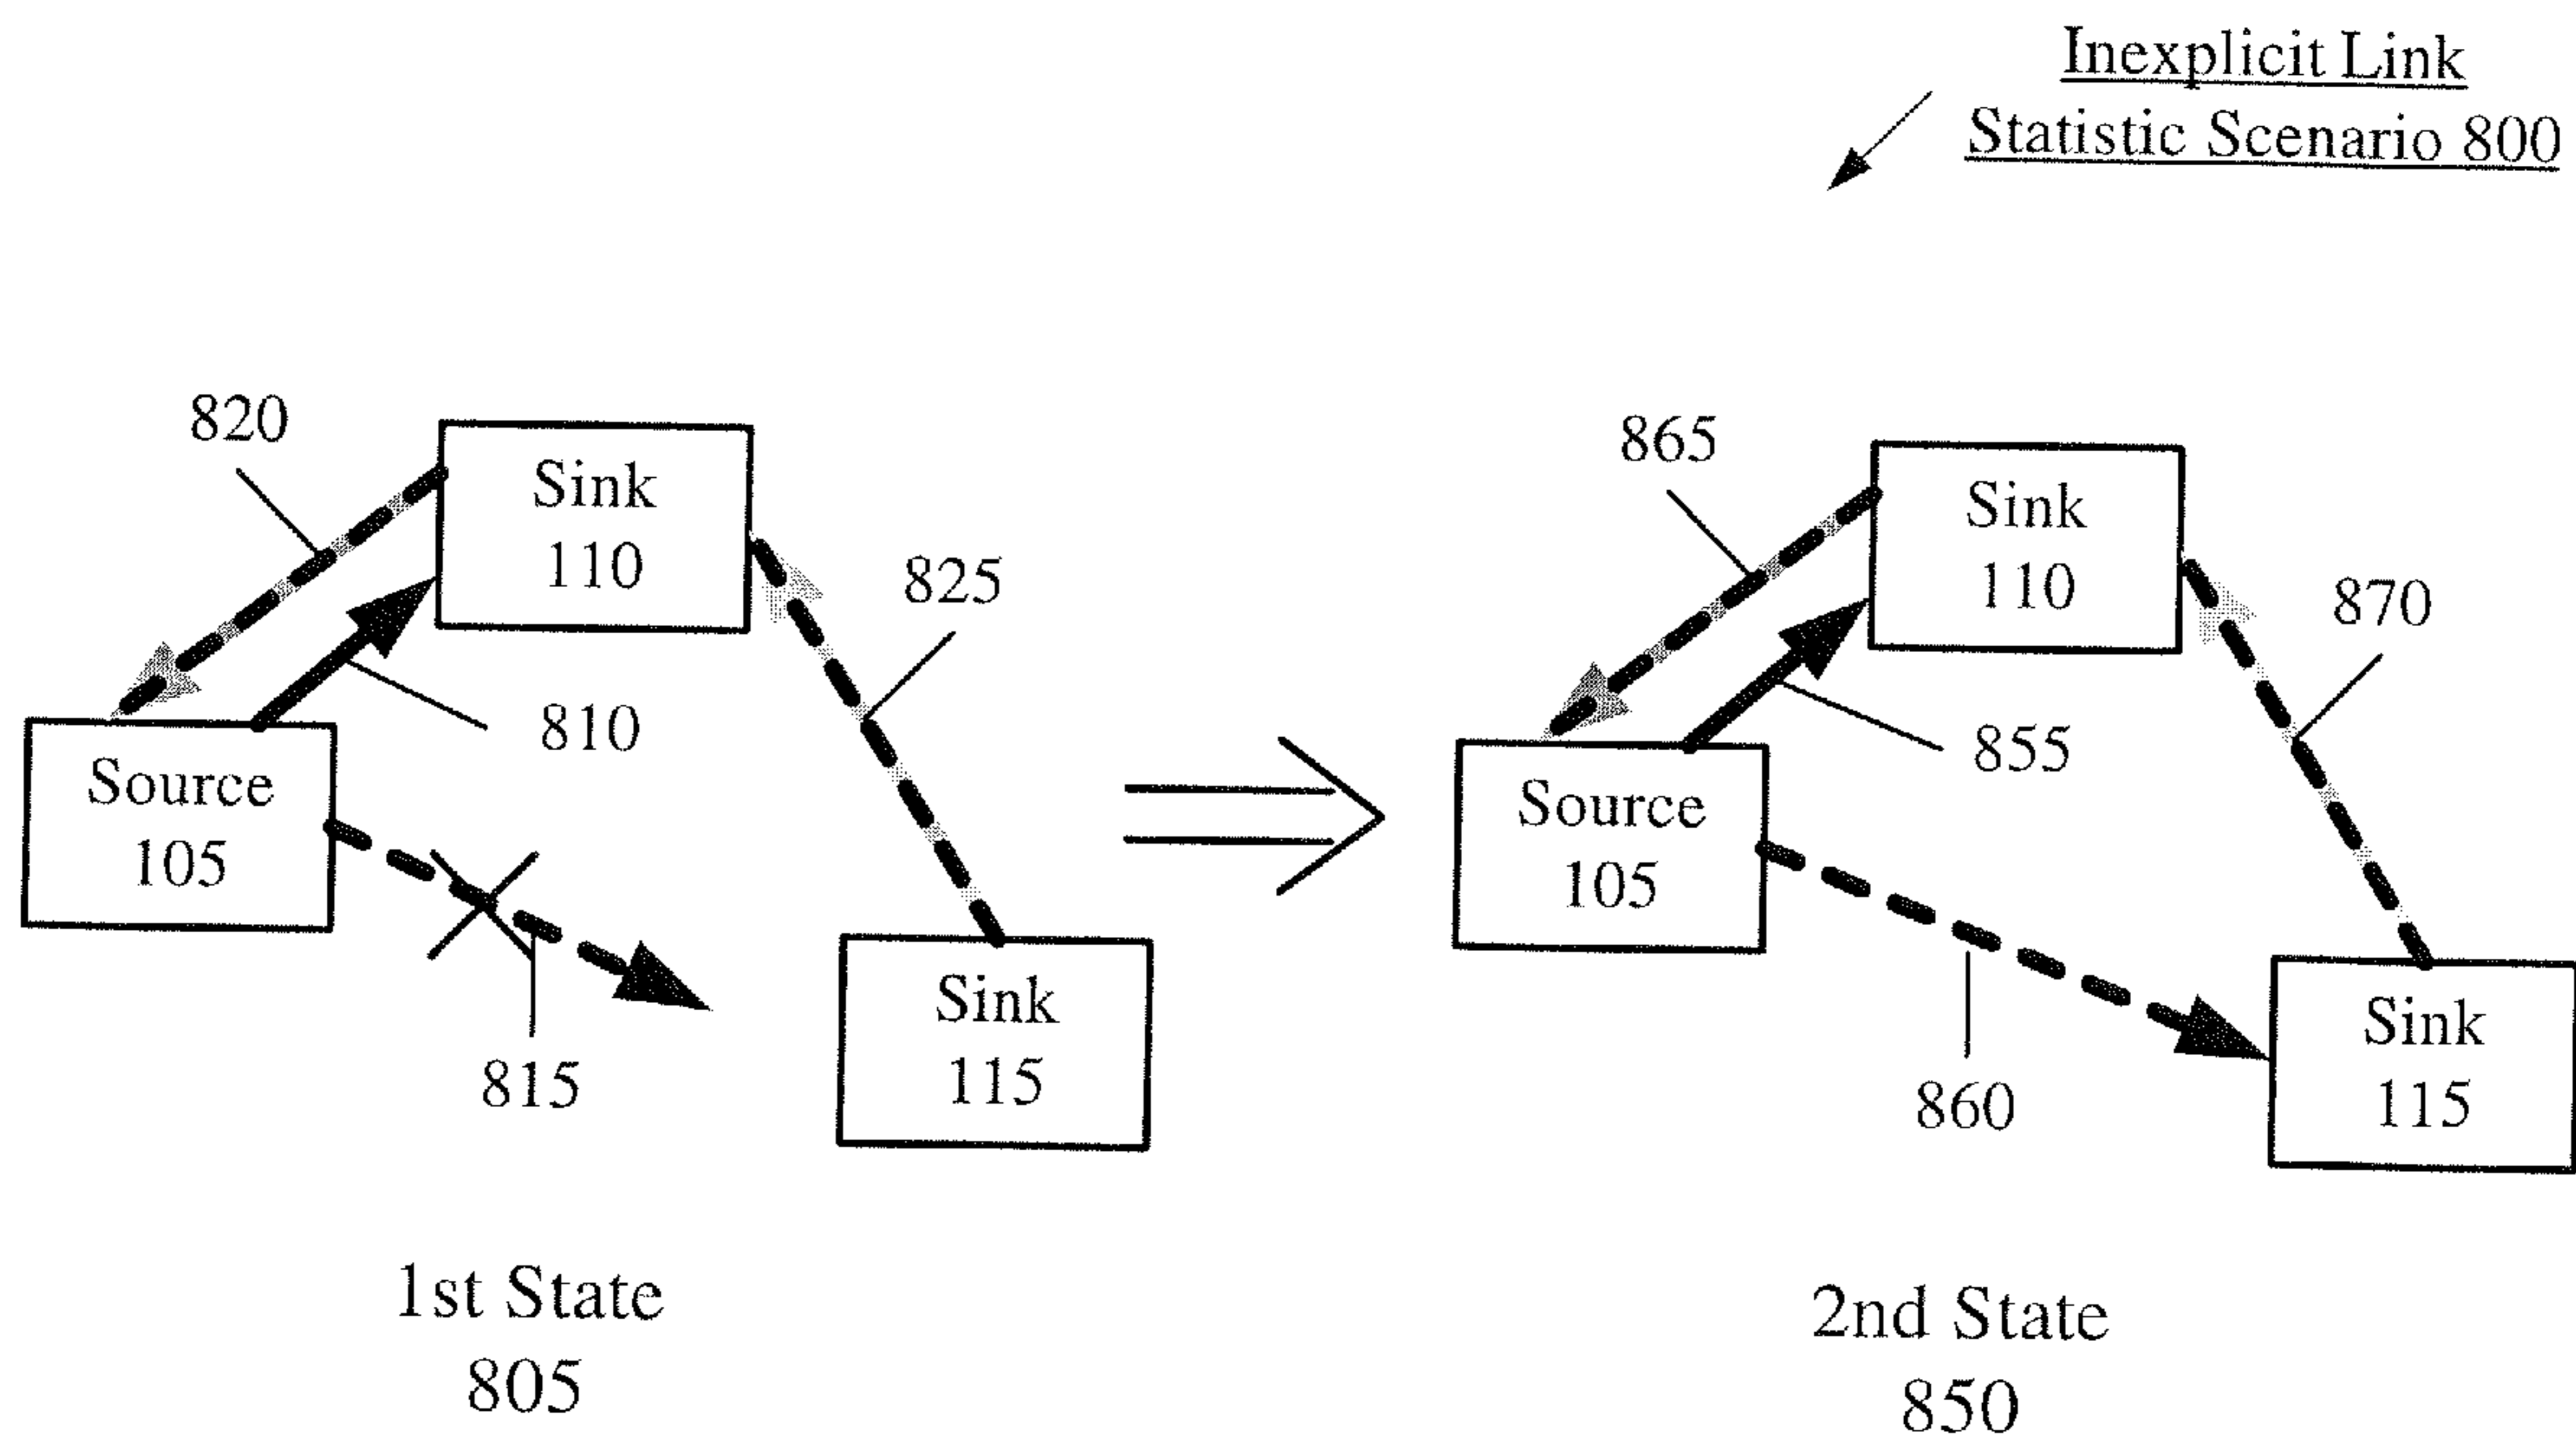 Inexplicit Link
Statistic Scenario 800
820
Sink
110
825
810
Source
105
815
Sink
115
1st State
805
865
Sink
110
870
855
Source
105
860
Sink
115
2nd State
850